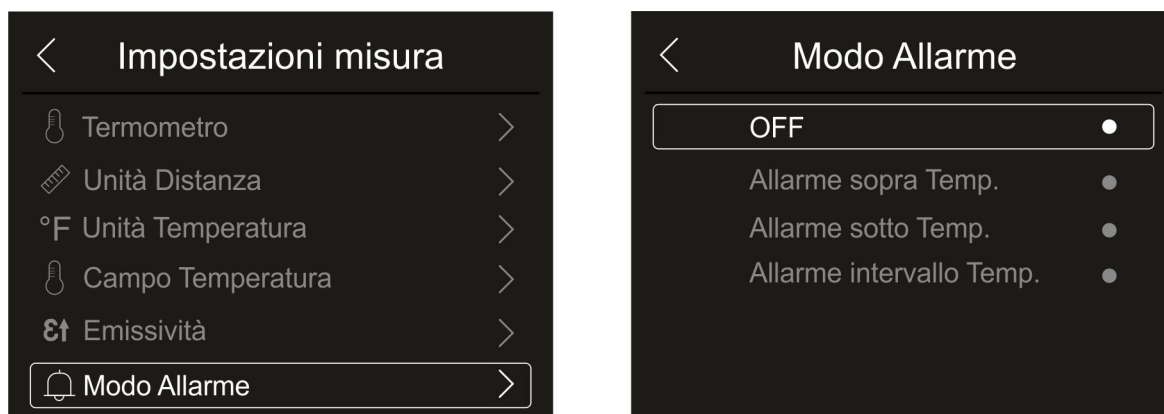 Impostazioni misura
Termometro
Unità Distanza
°F Unità Temperatura
Campo Temperatura
Ɛ↑ Emissività
Modo Allarme
Modo Allarme
OFF
Allarme sopra Temp.
Allarme sotto Temp.
Allarme intervallo Temp.